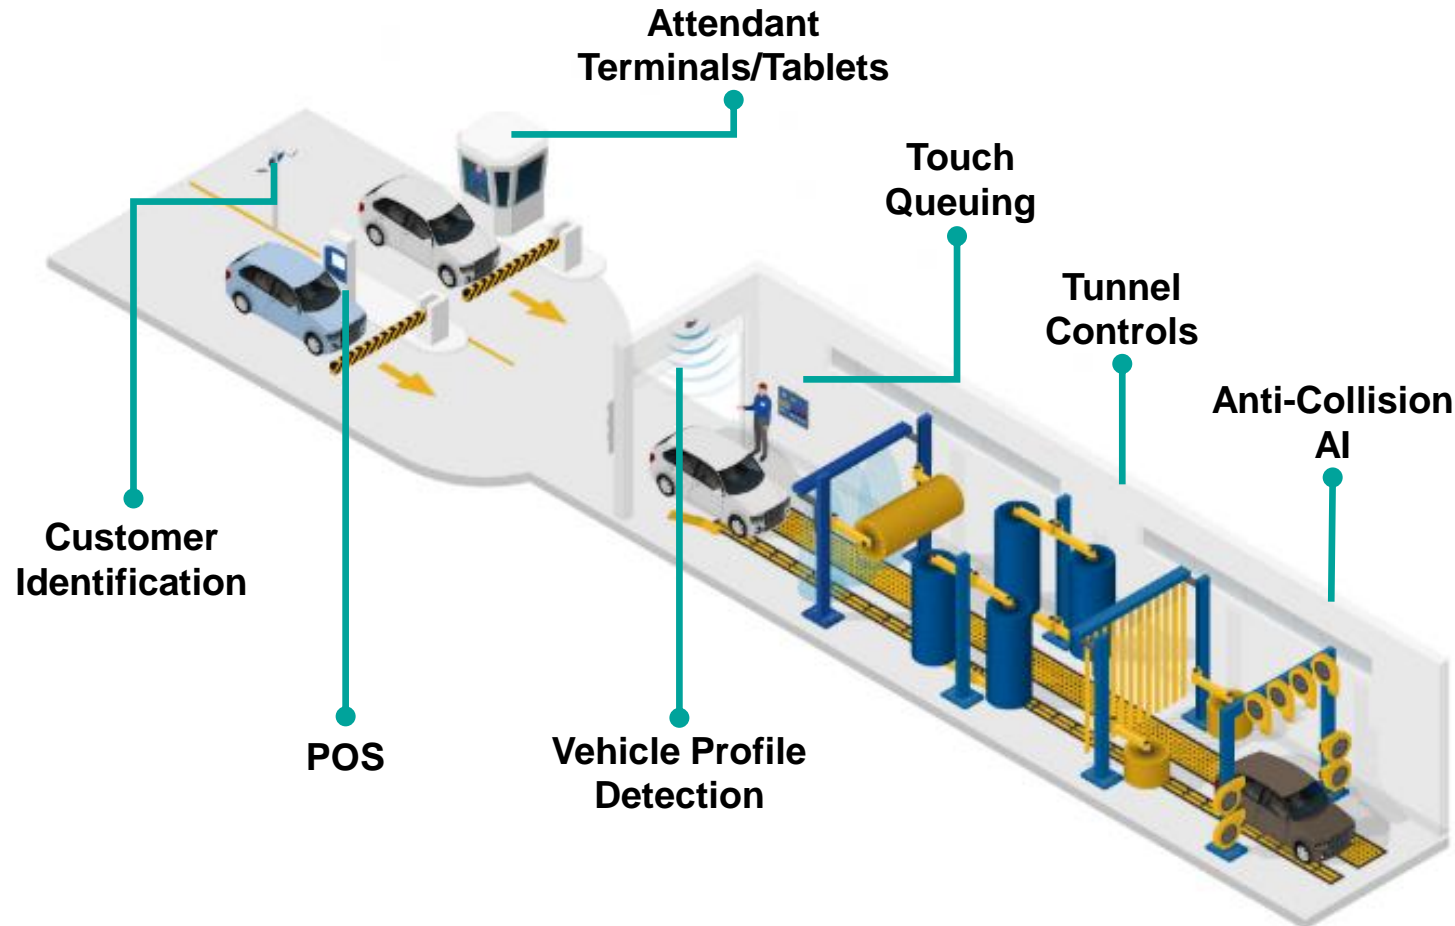 Attendant
Terminals/Tablets
Touch
Queuing
Tunnel
Controls
Anti-Collision
AI
Customer
Identification
POS
Vehicle Profile
Detection